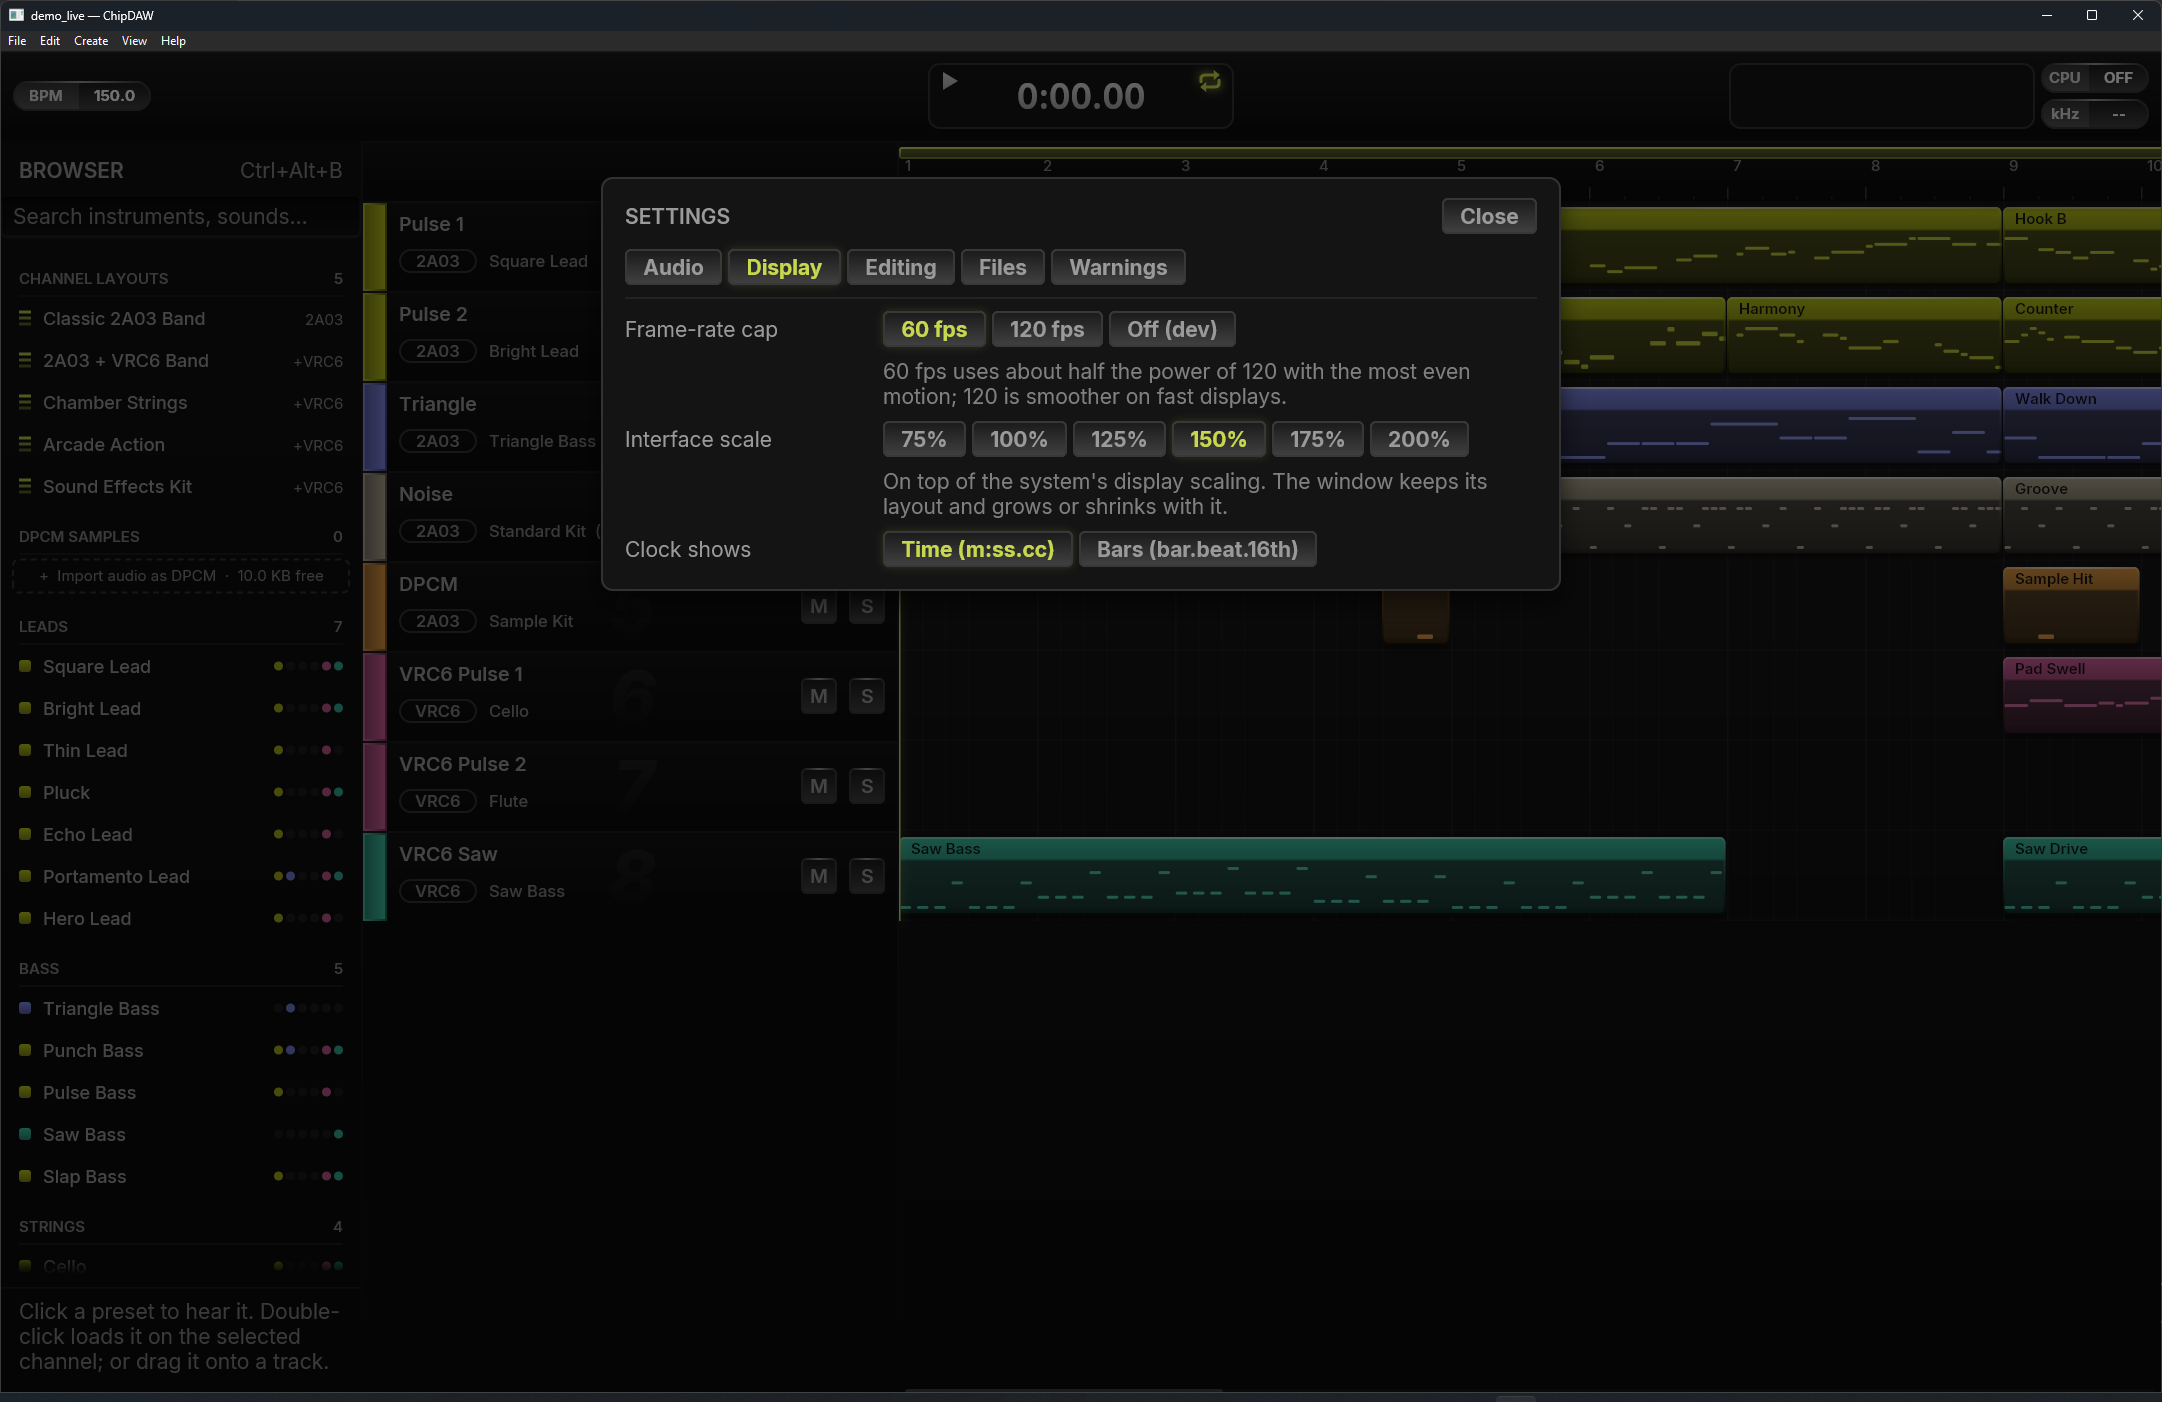 demo_live — ChipDAW
File Edit Create View Help
BPM 150.0
0:00.00
CPU OFF
kHz --
BROWSER Ctrl+Alt+B
Search instruments, sounds...
CHANNEL LAYOUTS 5
Classic 2A03 Band 2A03
2A03 + VRC6 Band +VRC6
Chamber Strings +VRC6
Arcade Action +VRC6
Sound Effects Kit +VRC6
DPCM SAMPLES 0
+ Import audio as DPCM · 10.0 KB free
LEADS 7
Square Lead
Bright Lead
Thin Lead
Pluck
Echo Lead
Portamento Lead
Hero Lead
BASS 5
Triangle Bass
Punch Bass
Pulse Bass
Saw Bass
Slap Bass
STRINGS 4
Cello
Click a preset to hear it. Double-
click loads it on the selected
channel; or drag it onto a track.
1 2 3 4 5 6 7 8 9 10
Pulse 1
2A03 Square Lead
Pulse 2
2A03 Bright Lead
Triangle
2A03 Triangle Bass
Noise
2A03 Standard Kit (
DPCM
2A03 Sample Kit
5
M S
VRC6 Pulse 1
VRC6 Cello
6
M S
VRC6 Pulse 2
VRC6 Flute
7
M S
VRC6 Saw
VRC6 Saw Bass
8
M S
SETTINGS Close
Audio Display Editing Files Warnings
Frame-rate cap 60 fps 120 fps Off (dev)
60 fps uses about half the power of 120 with the most even
motion; 120 is smoother on fast displays.
Interface scale 75% 100% 125% 150% 175% 200%
On top of the system's display scaling. The window keeps its
layout and grows or shrinks with it.
Clock shows Time (m:ss.cc) Bars (bar.beat.16th)
Hook B
Harmony Counter
Walk Down
Groove
Sample Hit
Pad Swell
Saw Bass Saw Drive